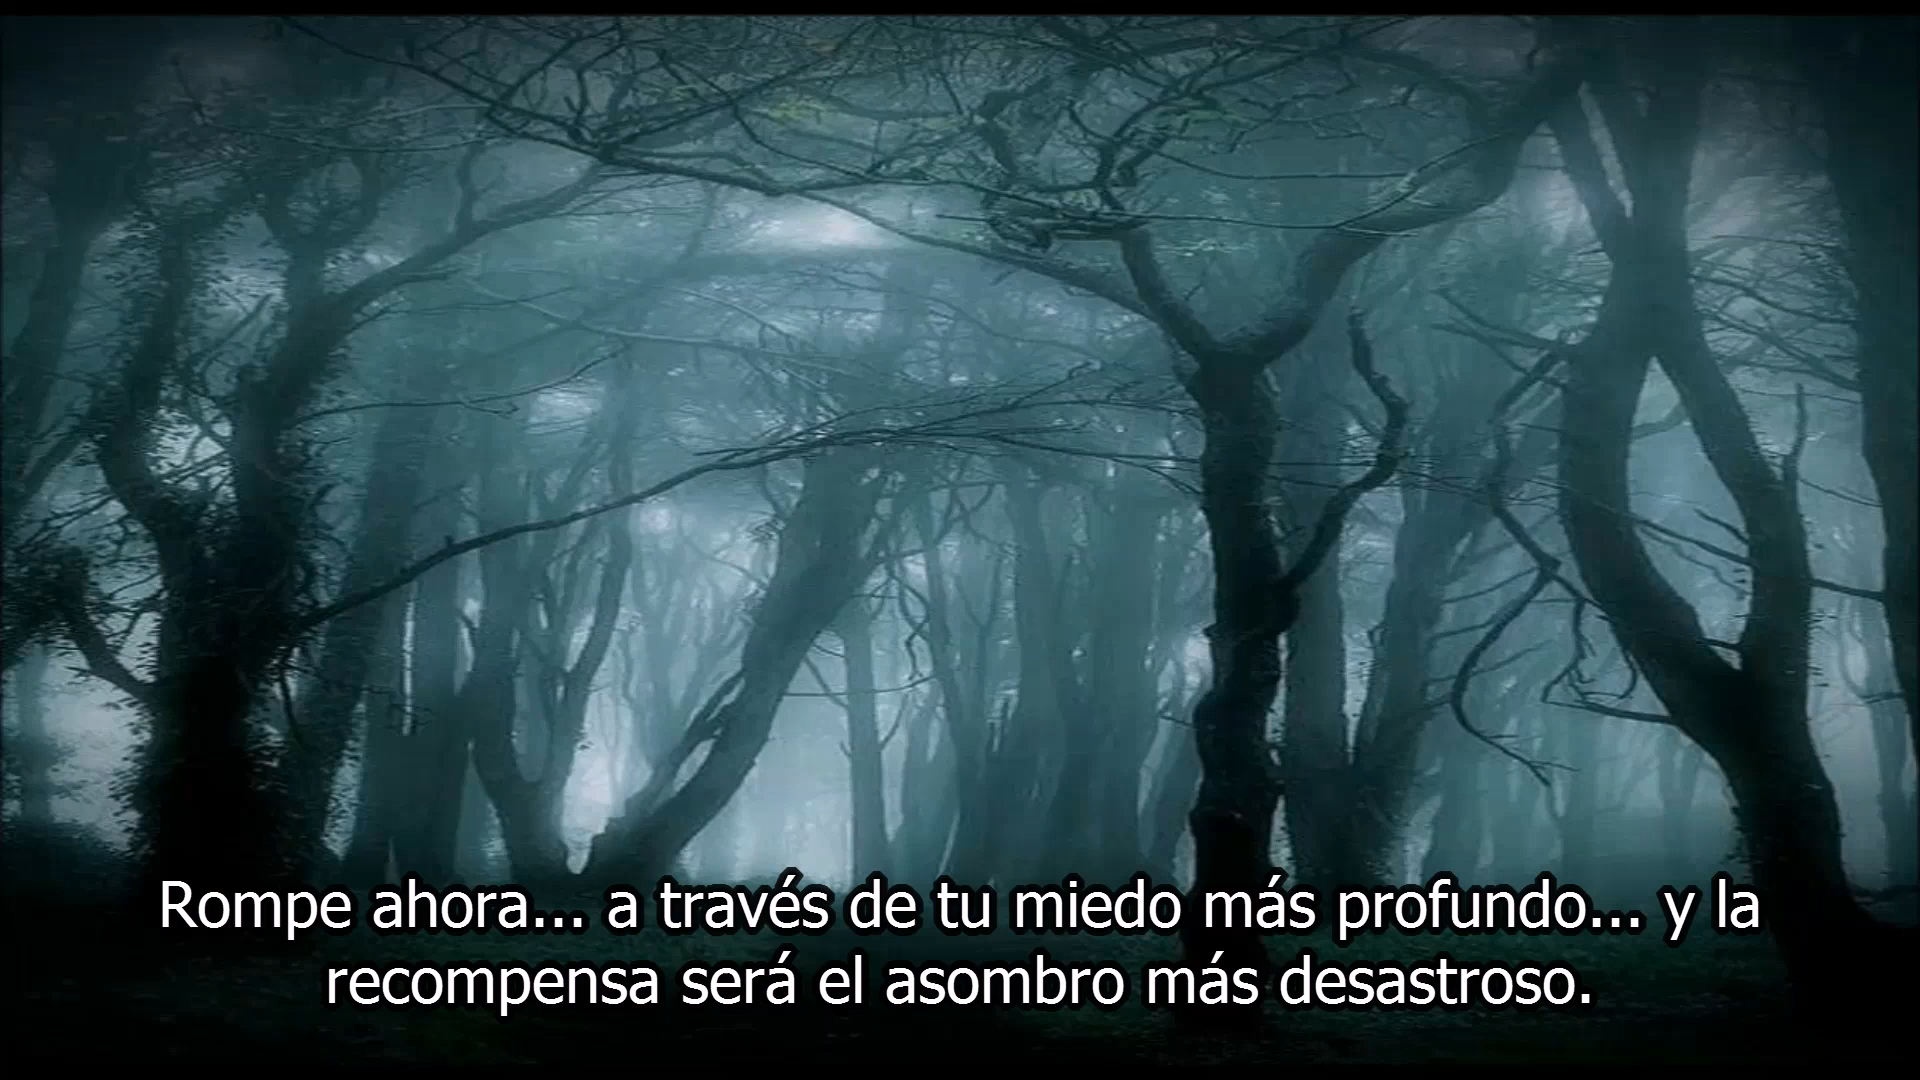 Rompe ahora... a través de tu miedo más profundo... y la
recompensa será el asombro más desastroso.